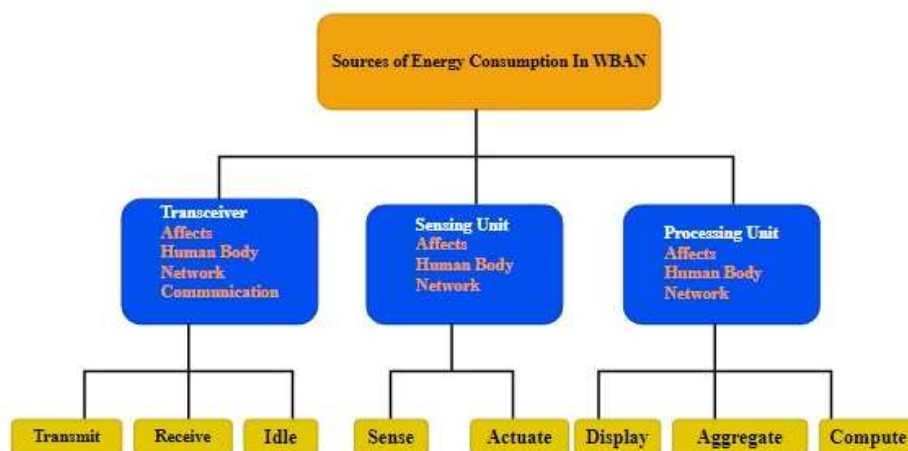 Sources of Energy Consumption In WBAN
Transceiver
Affects
Human Body
Network
Communication
Sensing Unit
Affects
Human Body
Network
Processing Unit
Affects
Human Body
Network
Transmit
Receive
Idle
Sense
Actuate
Display
Aggregate
Compute